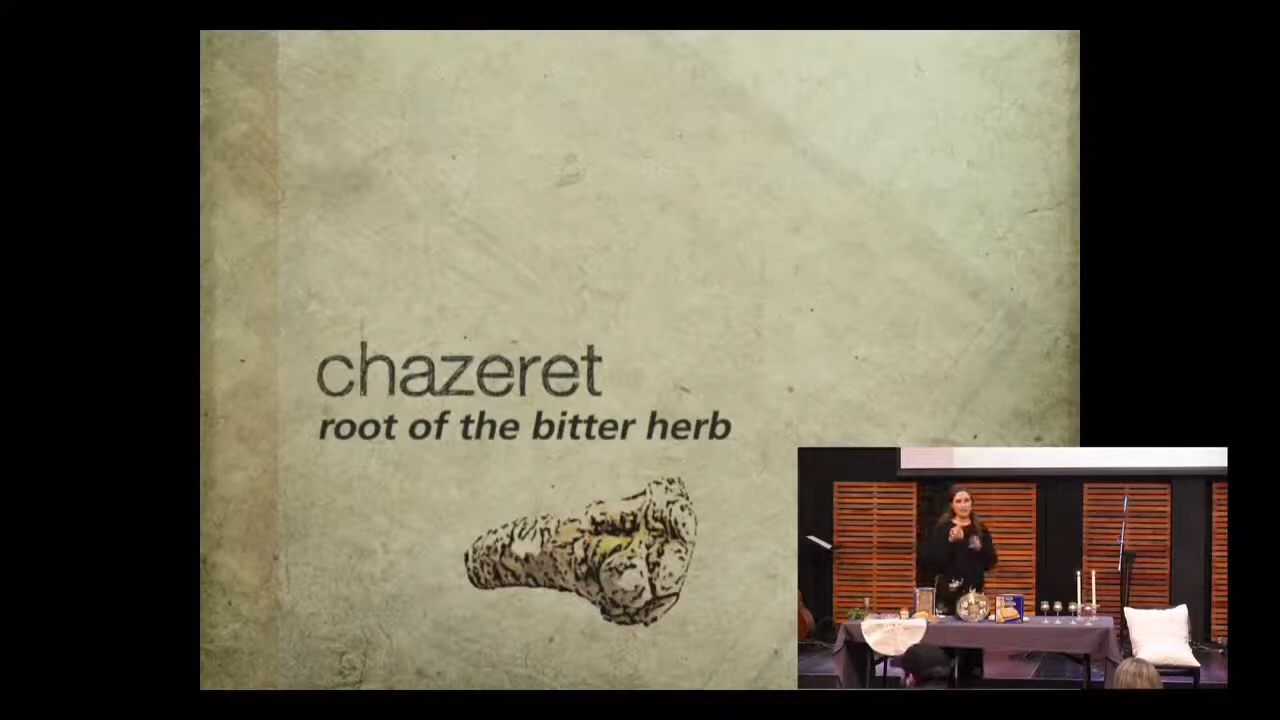 chazeret
root of the bitter herb